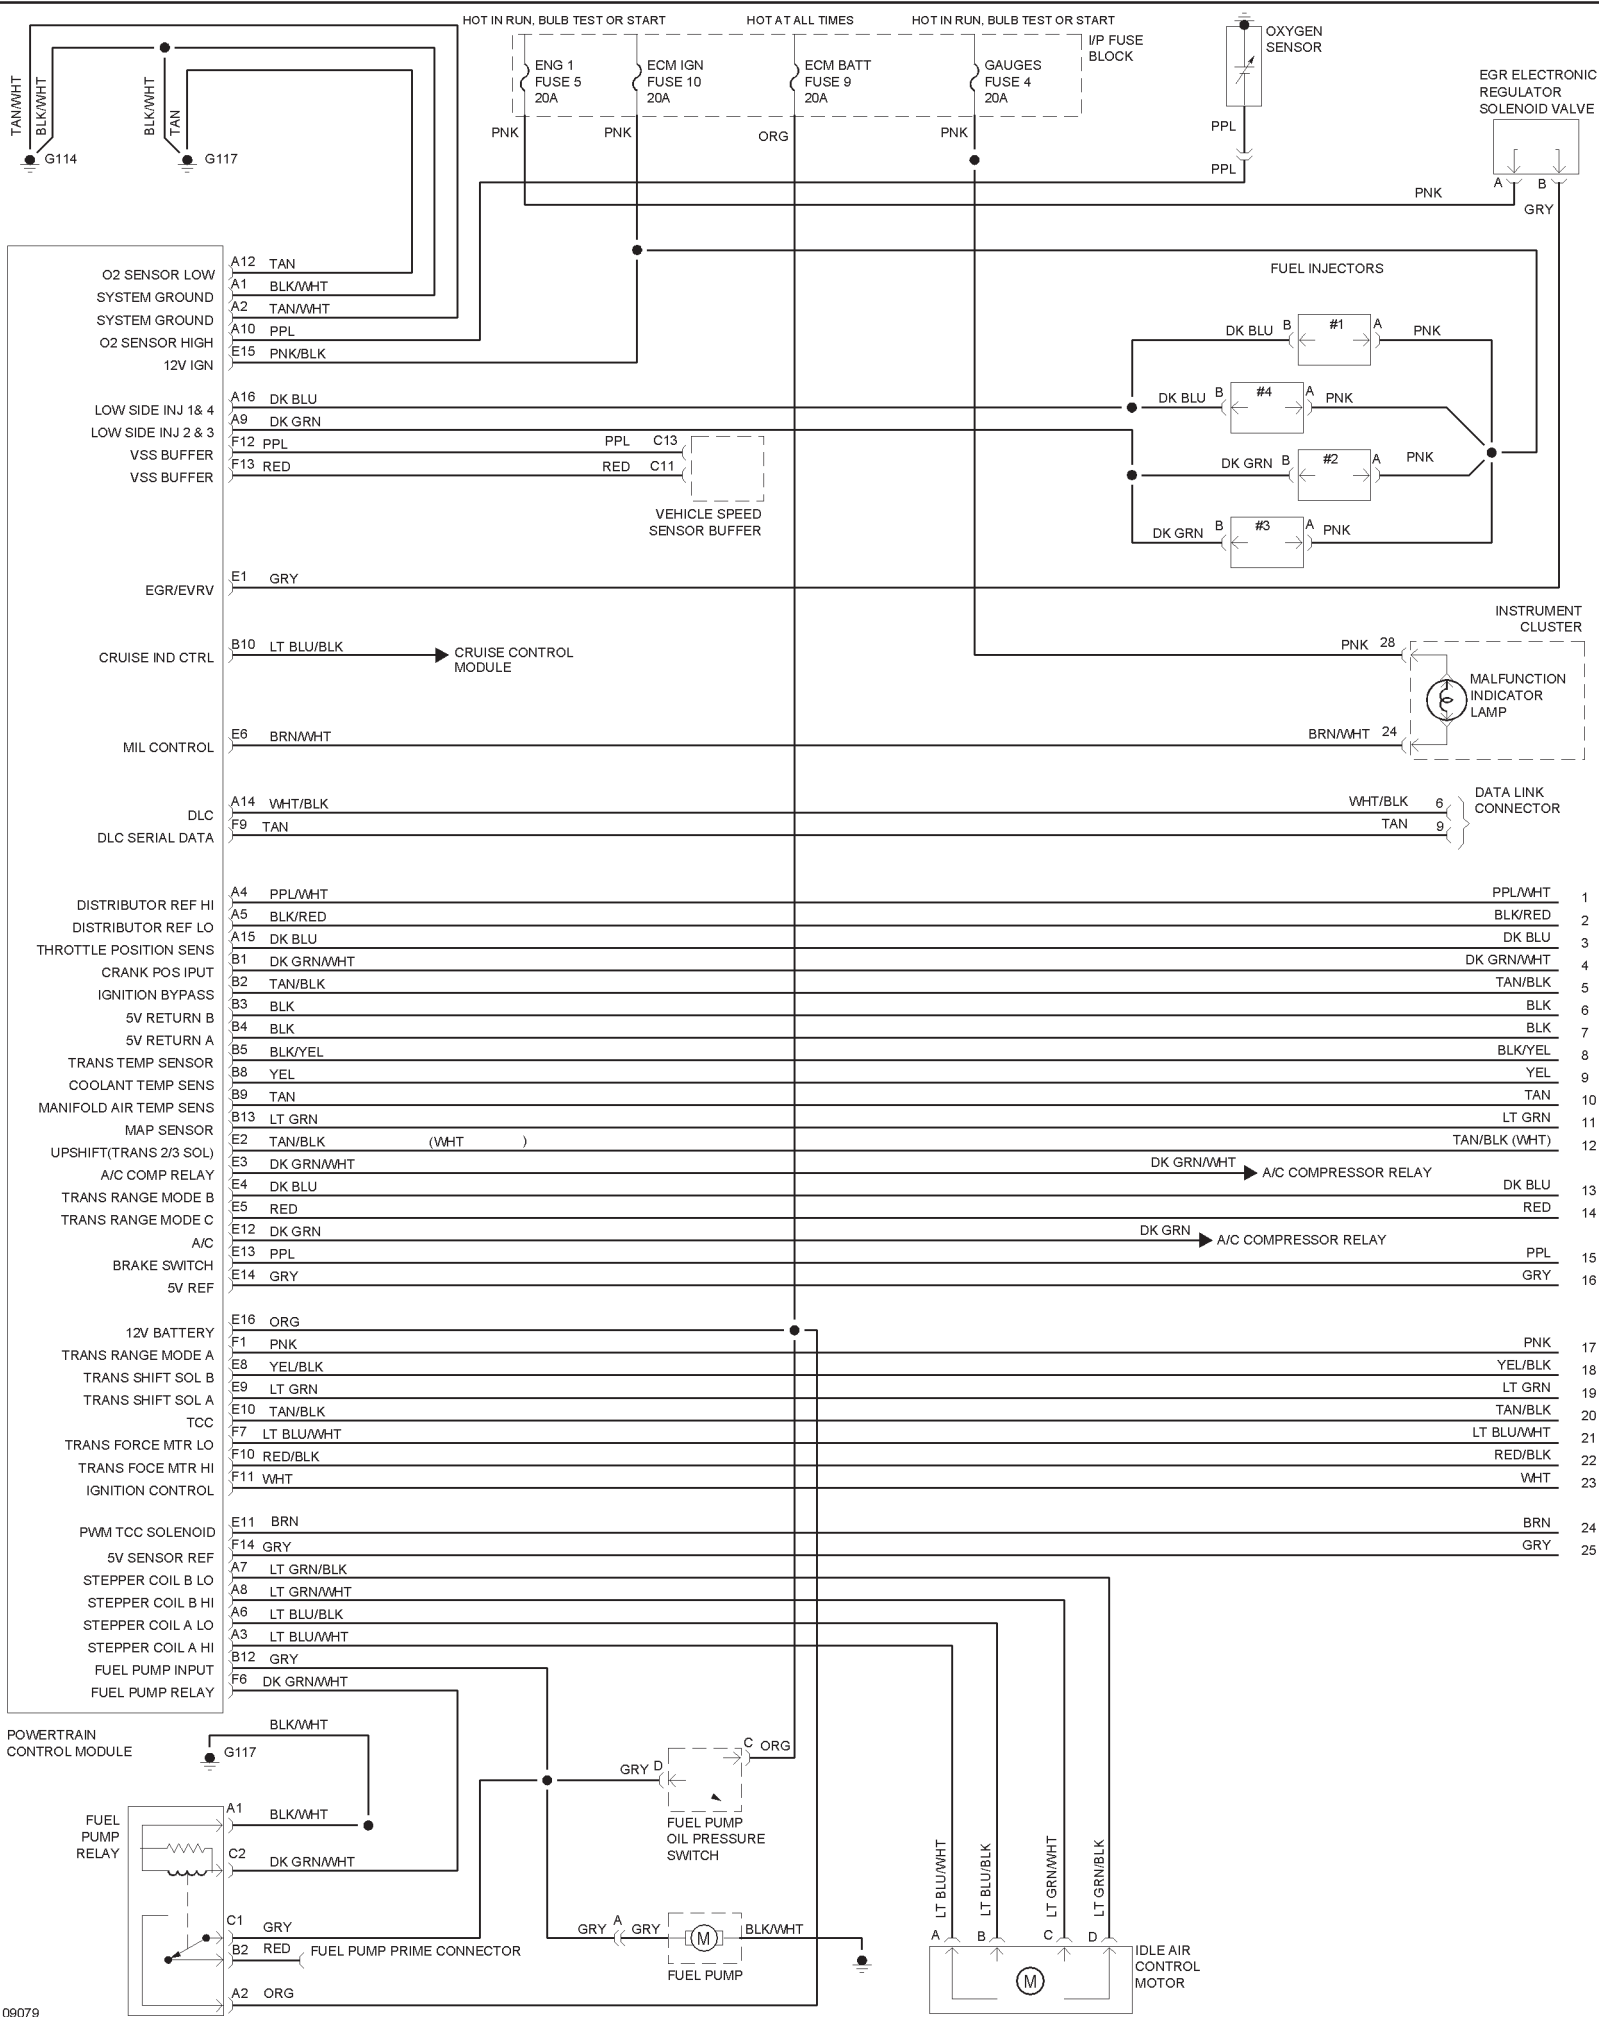 HOT IN RUN, BULB TEST OR START
HOT AT ALL TIMES
HOT IN RUN, BULB TEST OR START
I/P FUSE
BLOCK
ENG 1
FUSE 5
20A
ECM IGN
FUSE 10
20A
ECM BATT
FUSE 9
20A
GAUGES
FUSE 4
20A
OXYGEN
SENSOR
EGR ELECTRONIC
REGULATOR
SOLENOID VALVE
TAN/WHT
BLK/WHT
BLK/WHT
TAN
G114
G117
PNK
PNK
ORG
PNK
PPL
PPL
A
B
PNK
GRY
O2 SENSOR LOW A12 TAN
SYSTEM GROUND A1 BLK/WHT
SYSTEM GROUND A2 TAN/WHT
O2 SENSOR HIGH A10 PPL
12V IGN E15 PNK/BLK
FUEL INJECTORS
DK BLU B #1 A PNK
DK BLU B #4 A PNK
DK GRN B #2 A PNK
DK GRN B #3 A PNK
LOW SIDE INJ 1& 4 A16 DK BLU
LOW SIDE INJ 2 & 3 A9 DK GRN
VSS BUFFER F12 PPL PPL C13
VSS BUFFER F13 RED RED C11
VEHICLE SPEED
SENSOR BUFFER
EGR/EVRV E1 GRY
INSTRUMENT
CLUSTER
CRUISE IND CTRL B10 LT BLU/BLK
CRUISE CONTROL
MODULE
PNK 28
MALFUNCTION
INDICATOR
LAMP
MIL CONTROL E6 BRN/WHT BRN/WHT 24
DATA LINK
CONNECTOR
DLC A14 WHT/BLK WHT/BLK 6
DLC SERIAL DATA F9 TAN TAN 9
DISTRIBUTOR REF HI A4 PPL/WHT PPL/WHT 1
DISTRIBUTOR REF LO A5 BLK/RED BLK/RED 2
THROTTLE POSITION SENS A15 DK BLU DK BLU 3
CRANK POS IPUT B1 DK GRN/WHT DK GRN/WHT 4
IGNITION BYPASS B2 TAN/BLK TAN/BLK 5
5V RETURN B B3 BLK BLK 6
5V RETURN A B4 BLK BLK 7
TRANS TEMP SENSOR B5 BLK/YEL BLK/YEL 8
COOLANT TEMP SENS B8 YEL YEL 9
MANIFOLD AIR TEMP SENS B9 TAN TAN 10
MAP SENSOR B13 LT GRN LT GRN 11
UPSHIFT(TRANS 2/3 SOL) E2 TAN/BLK (WHT ) TAN/BLK (WHT) 12
A/C COMP RELAY E3 DK GRN/WHT DK GRN/WHT A/C COMPRESSOR RELAY
TRANS RANGE MODE B E4 DK BLU DK BLU 13
TRANS RANGE MODE C E5 RED RED 14
A/C E12 DK GRN DK GRN A/C COMPRESSOR RELAY
BRAKE SWITCH E13 PPL PPL 15
5V REF E14 GRY GRY 16
12V BATTERY E16 ORG
TRANS RANGE MODE A F1 PNK PNK 17
TRANS SHIFT SOL B E8 YEL/BLK YEL/BLK 18
TRANS SHIFT SOL A E9 LT GRN LT GRN 19
TCC E10 TAN/BLK TAN/BLK 20
TRANS FORCE MTR LO F7 LT BLU/WHT LT BLU/WHT 21
TRANS FOCE MTR HI F10 RED/BLK RED/BLK 22
IGNITION CONTROL F11 WHT WHT 23
PWM TCC SOLENOID E11 BRN BRN 24
5V SENSOR REF F14 GRY GRY 25
STEPPER COIL B LO A7 LT GRN/BLK
STEPPER COIL B HI A8 LT GRN/WHT
STEPPER COIL A LO A6 LT BLU/BLK
STEPPER COIL A HI A3 LT BLU/WHT
FUEL PUMP INPUT B12 GRY
FUEL PUMP RELAY F6 DK GRN/WHT
POWERTRAIN
CONTROL MODULE
BLK/WHT
G117
GRY D
C ORG
FUEL PUMP
OIL PRESSURE
SWITCH
FUEL
PUMP
RELAY
A1 BLK/WHT
C2 DK GRN/WHT
C1 GRY
B2 RED FUEL PUMP PRIME CONNECTOR
A2 ORG
GRY A GRY M BLK/WHT
FUEL PUMP
LT BLU/WHT
LT BLU/BLK
LT GRN/WHT
LT GRN/BLK
A B C D
M
IDLE AIR
CONTROL
MOTOR
09079